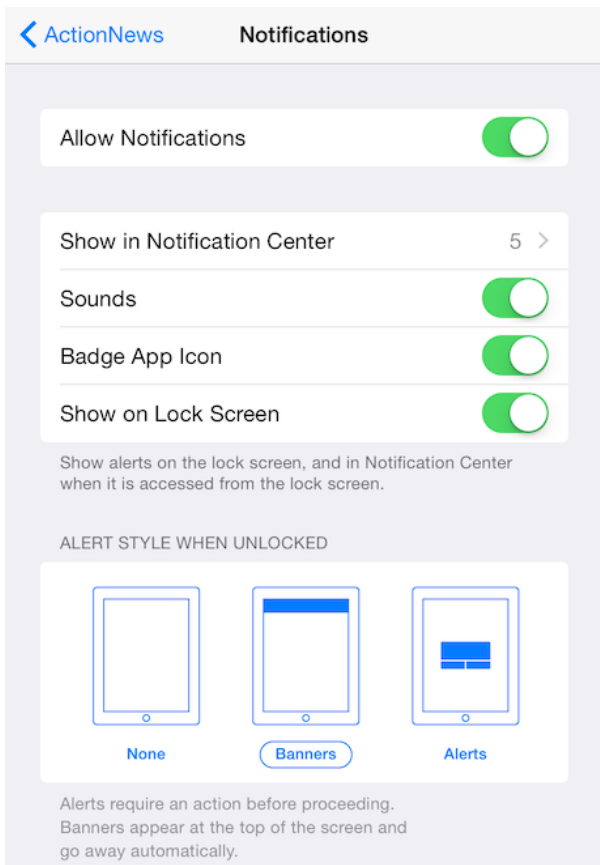 ActionNews Notifications
Allow Notifications
Show in Notification Center 5
Sounds
Badge App Icon
Show on Lock Screen
Show alerts on the lock screen, and in Notification Center
when it is accessed from the lock screen.
ALERT STYLE WHEN UNLOCKED
None Banners Alerts
Alerts require an action before proceeding.
Banners appear at the top of the screen and
go away automatically.